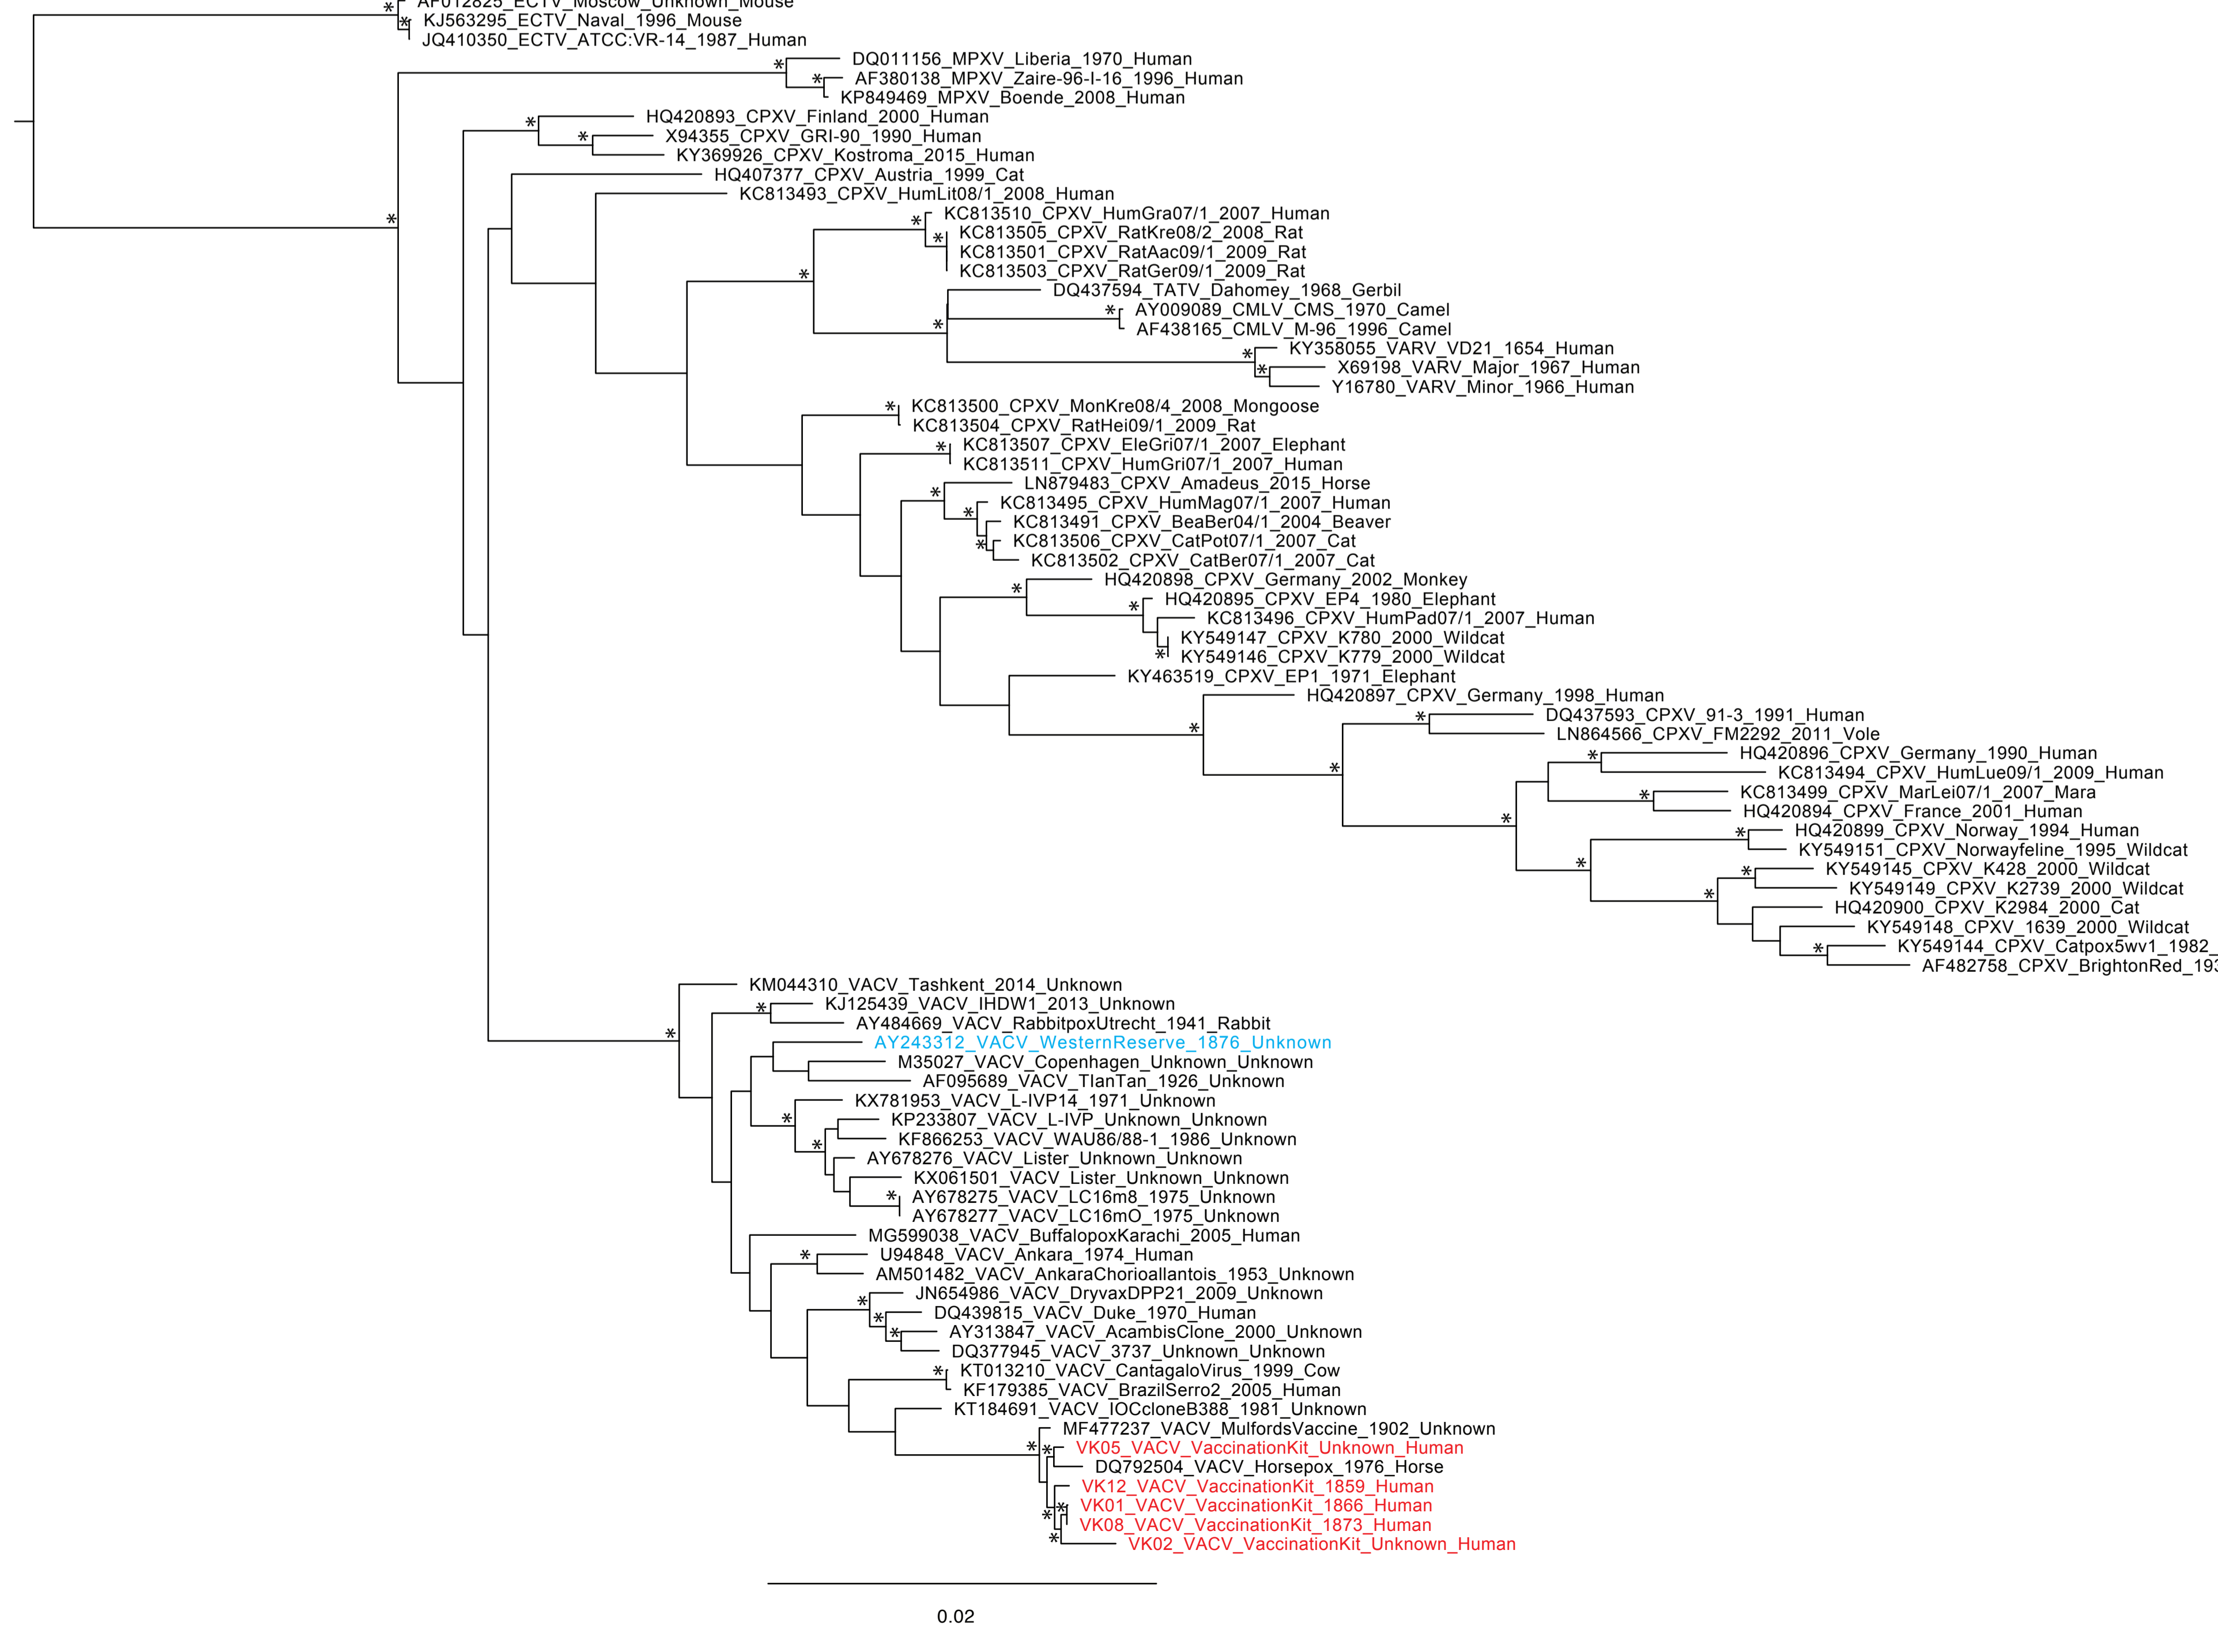 AF012825_ECTV_Moscow_Unknown_Mouse
KJ563295_ECTV_Naval_1996_Mouse
JQ410350_ECTV_ATCC:VR-14_1987_Human
DQ011156_MPXV_Liberia_1970_Human
AF380138_MPXV_Zaire-96-I-16_1996_Human
KP849469_MPXV_Boende_2008_Human
HQ420893_CPXV_Finland_2000_Human
X94355_CPXV_GRI-90_1990_Human
KY369926_CPXV_Kostroma_2015_Human
HQ407377_CPXV_Austria_1999_Cat
KC813493_CPXV_HumLit08/1_2008_Human
KC813510_CPXV_HumGra07/1_2007_Human
KC813505_CPXV_RatKre08/2_2008_Rat
KC813501_CPXV_RatAac09/1_2009_Rat
KC813503_CPXV_RatGer09/1_2009_Rat
DQ437594_TATV_Dahomey_1968_Gerbil
AY009089_CMLV_CMS_1970_Camel
AF438165_CMLV_M-96_1996_Camel
KY358055_VARV_VD21_1654_Human
X69198_VARV_Major_1967_Human
Y16780_VARV_Minor_1966_Human
KC813500_CPXV_MonKre08/4_2008_Mongoose
KC813504_CPXV_RatHei09/1_2009_Rat
KC813507_CPXV_EleGri07/1_2007_Elephant
KC813511_CPXV_HumGri07/1_2007_Human
LN879483_CPXV_Amadeus_2015_Horse
KC813495_CPXV_HumMag07/1_2007_Human
KC813491_CPXV_BeaBer04/1_2004_Beaver
KC813506_CPXV_CatPot07/1_2007_Cat
KC813502_CPXV_CatBer07/1_2007_Cat
HQ420898_CPXV_Germany_2002_Monkey
HQ420895_CPXV_EP4_1980_Elephant
KC813496_CPXV_HumPad07/1_2007_Human
KY549147_CPXV_K780_2000_Wildcat
KY549146_CPXV_K779_2000_Wildcat
KY463519_CPXV_EP1_1971_Elephant
HQ420897_CPXV_Germany_1998_Human
DQ437593_CPXV_91-3_1991_Human
LN864566_CPXV_FM2292_2011_Vole
HQ420896_CPXV_Germany_1990_Human
KC813494_CPXV_HumLue09/1_2009_Human
KC813499_CPXV_MarLei07/1_2007_Mara
HQ420894_CPXV_France_2001_Human
HQ420899_CPXV_Norway_1994_Human
KY549151_CPXV_Norwayfeline_1995_Wildcat
KY549145_CPXV_K428_2000_Wildcat
KY549149_CPXV_K2739_2000_Wildcat
HQ420900_CPXV_K2984_2000_Cat
KY549148_CPXV_1639_2000_Wildcat
KY549144_CPXV_Catpox5wv1_1982_
AF482758_CPXV_BrightonRed_193
KM044310_VACV_Tashkent_2014_Unknown
KJ125439_VACV_IHDW1_2013_Unknown
AY484669_VACV_RabbitpoxUtrecht_1941_Rabbit
AY243312_VACV_WesternReserve_1876_Unknown
M35027_VACV_Copenhagen_Unknown_Unknown
AF095689_VACV_TlanTan_1926_Unknown
KX781953_VACV_L-IVP14_1971_Unknown
KP233807_VACV_L-IVP_Unknown_Unknown
KF866253_VACV_WAU86/88-1_1986_Unknown
AY678276_VACV_Lister_Unknown_Unknown
KX061501_VACV_Lister_Unknown_Unknown
AY678275_VACV_LC16m8_1975_Unknown
AY678277_VACV_LC16mO_1975_Unknown
MG599038_VACV_BuffalopoxKarachi_2005_Human
U94848_VACV_Ankara_1974_Human
AM501482_VACV_AnkaraChorioallantois_1953_Unknown
JN654986_VACV_DryvaxDPP21_2009_Unknown
DQ439815_VACV_Duke_1970_Human
AY313847_VACV_AcambisClone_2000_Unknown
DQ377945_VACV_3737_Unknown_Unknown
KT013210_VACV_CantagaloVirus_1999_Cow
KF179385_VACV_BrazilSerro2_2005_Human
KT184691_VACV_IOCcloneB388_1981_Unknown
MF477237_VACV_MulfordsVaccine_1902_Unknown
VK05_VACV_VaccinationKit_Unknown_Human
DQ792504_VACV_Horsepox_1976_Horse
VK12_VACV_VaccinationKit_1859_Human
VK01_VACV_VaccinationKit_1866_Human
VK08_VACV_VaccinationKit_1873_Human
VK02_VACV_VaccinationKit_Unknown_Human
0.02